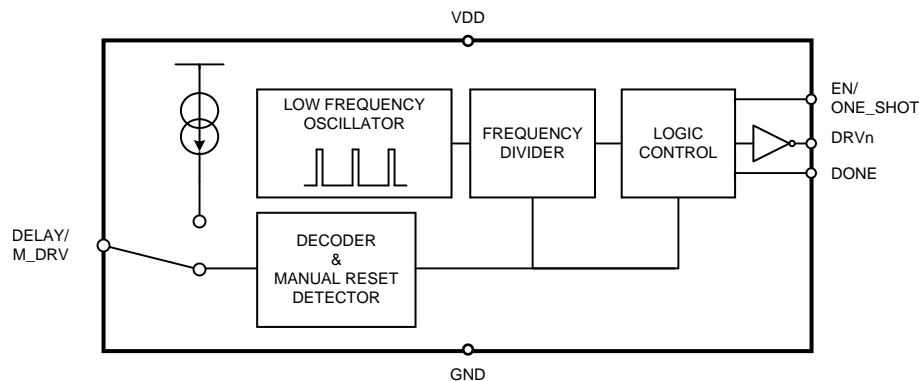 VDD
EN/
ONE_SHOT
LOW FREQUENCY
OSCILLATOR
FREQUENCY
DIVIDER
LOGIC
CONTROL
DRVn
DONE
DELAY/
M_DRV
DECODER
&
MANUAL RESET
DETECTOR
GND